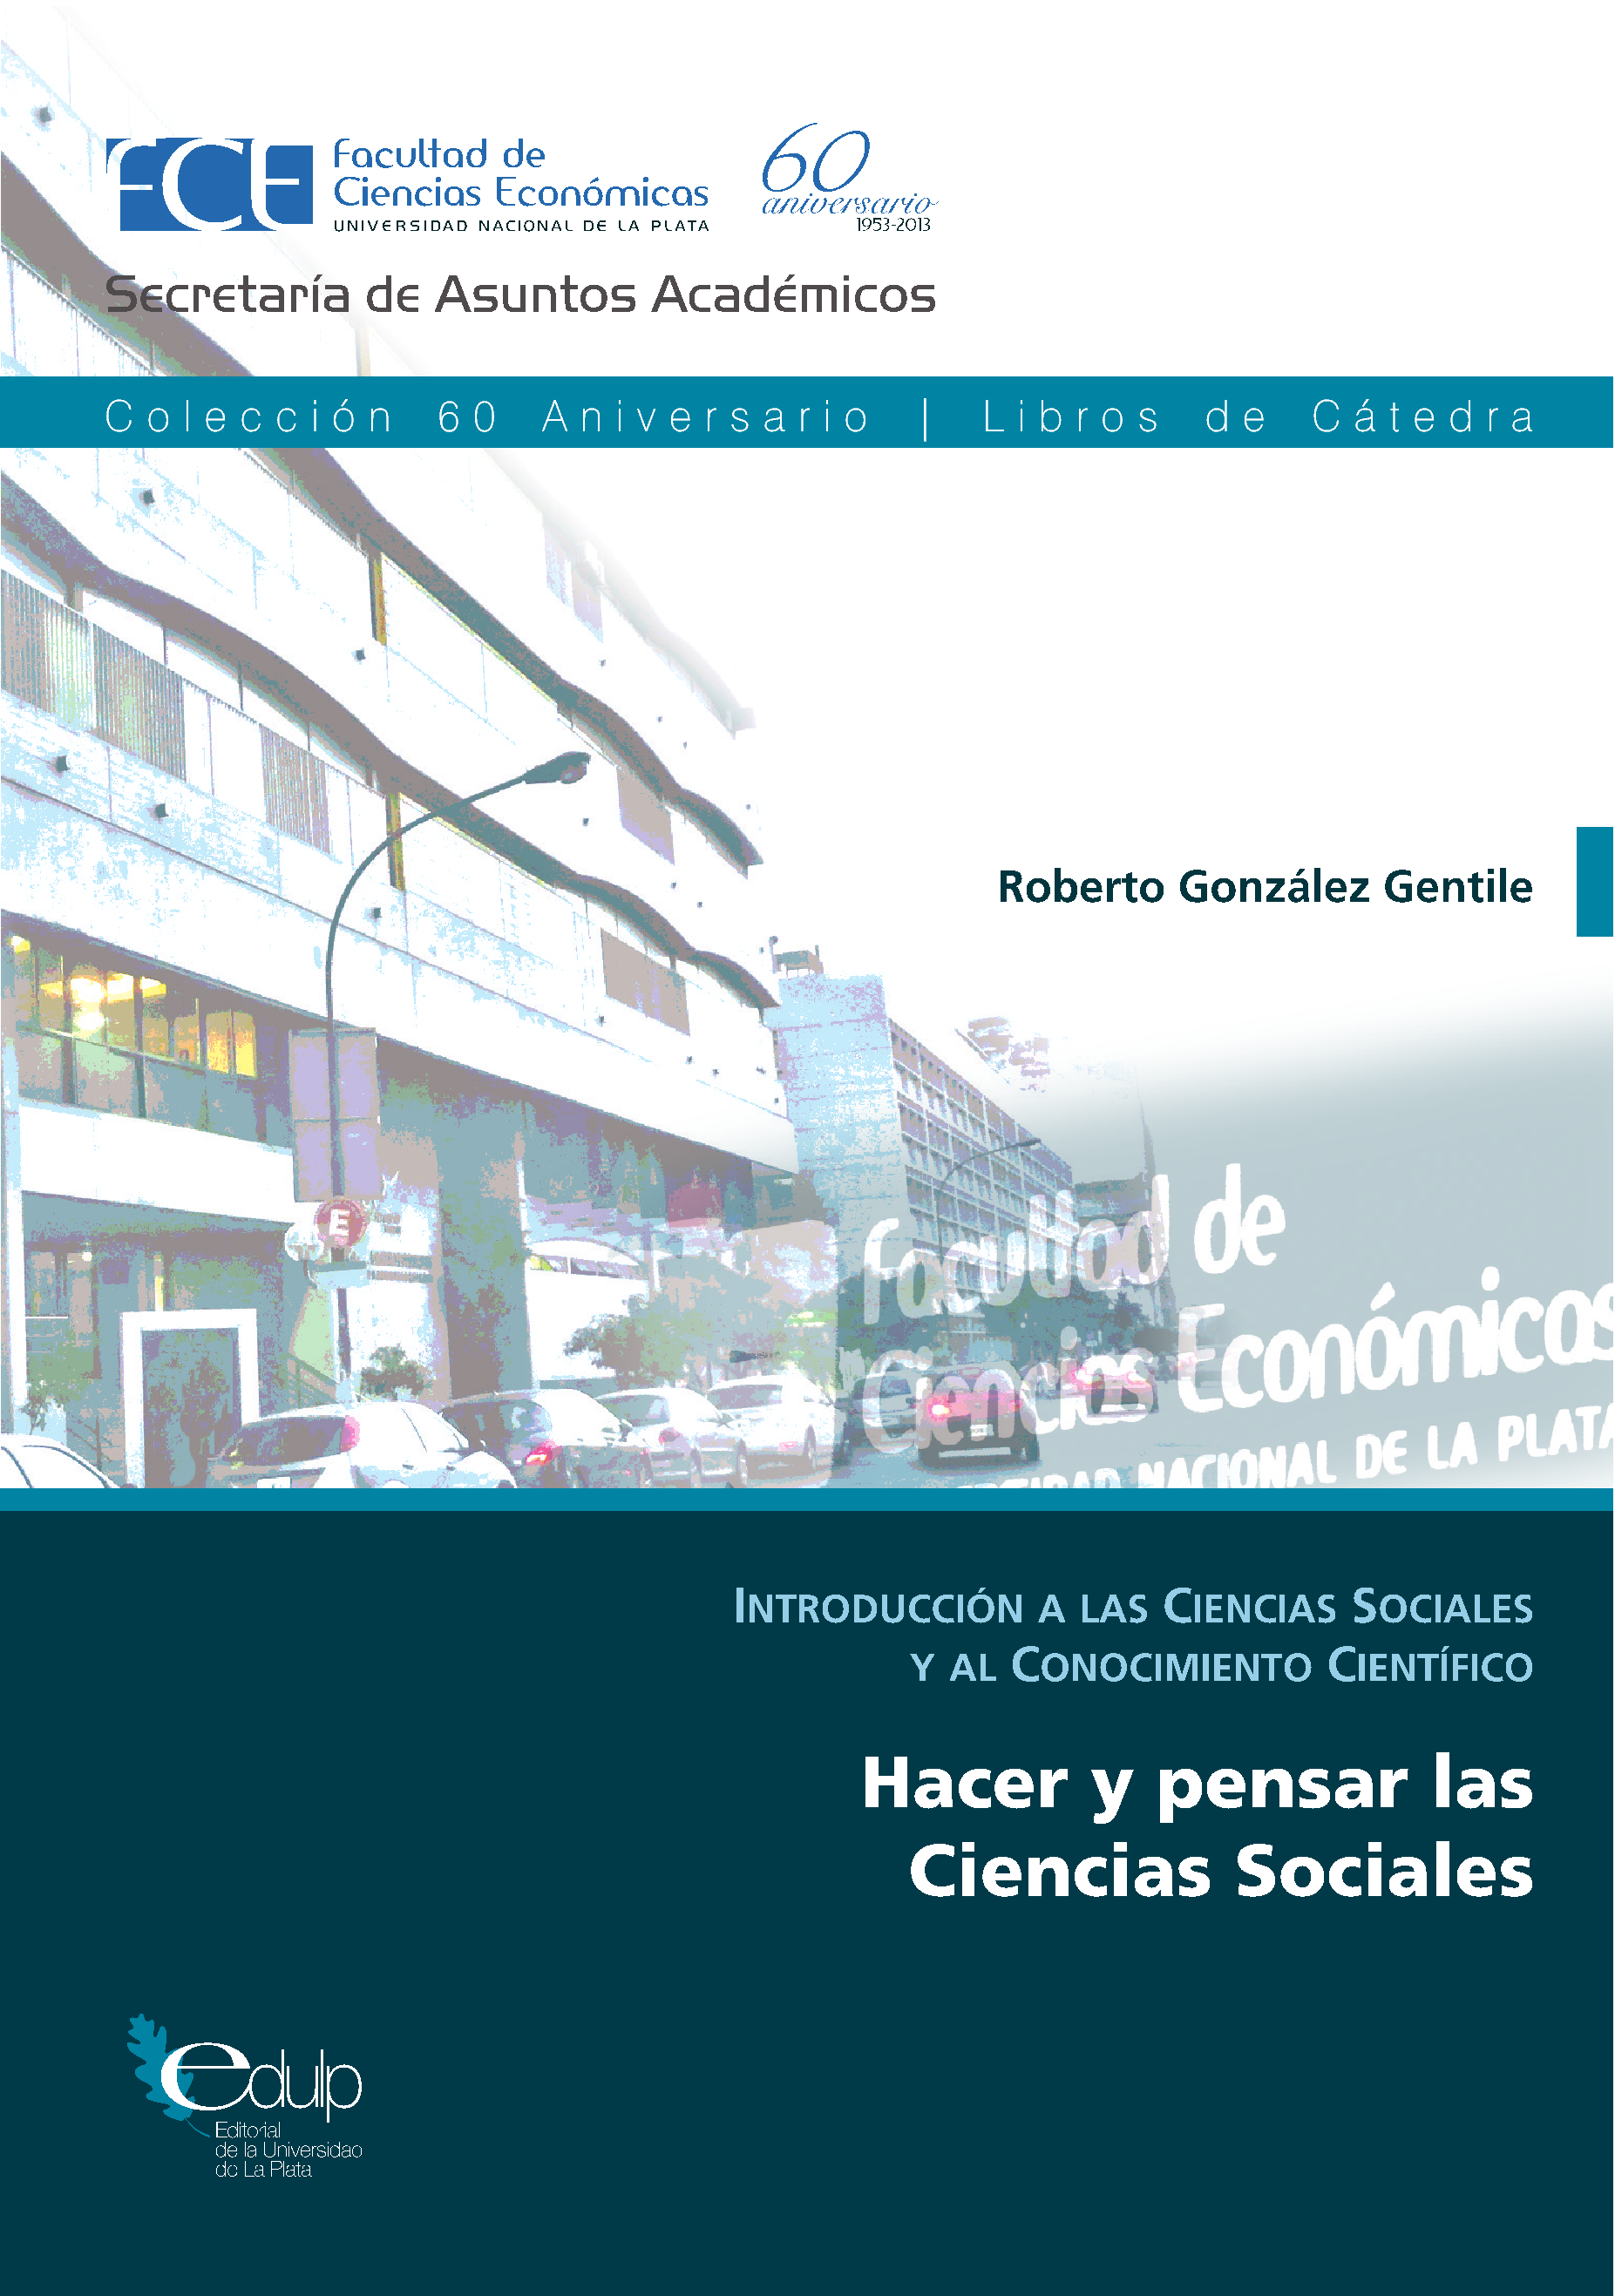 FCE
Facultad de
Ciencias Económicas
UNIVERSIDAD NACIONAL DE LA PLATA
60
aniversario
1953-2013
Secretaría de Asuntos Académicos
Colección 60 Aniversario | Libros de Cátedra
Roberto González Gentile
E
Facultad de
Ciencias Económicas
NACIONAL DE LA PLATA
INTRODUCCIÓN A LAS CIENCIAS SOCIALES
Y AL CONOCIMIENTO CIENTÍFICO
Hacer y pensar las
Ciencias Sociales
edulp
Editorial
de la Universidad
de La Plata